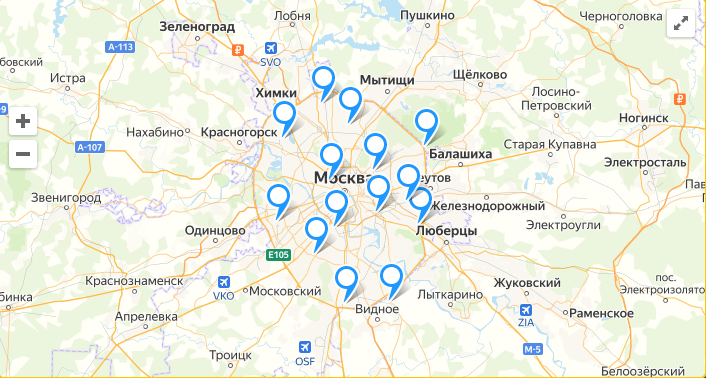 Лобня
Пушкино
Черноголовка
Зеленоград
А-113
SVO
Мытищи
Щёлково
Истра
Химки
Лосино-
Петровский
Ногинск
Нахабино
Красногорск
А-107
Старая Купавна
Балашиха
Электросталь
Москва
Звенигород
Железнодорожный
Электроугли
Одинцово
Люберцы
Е105
Краснознаменск
VKO
Московский
Лыткарино
Жуковский
пос.
Электроизолято
Видное
Апрелевка
ZIA
Раменское
Троицк
OSF
М-5
Белоозёрский